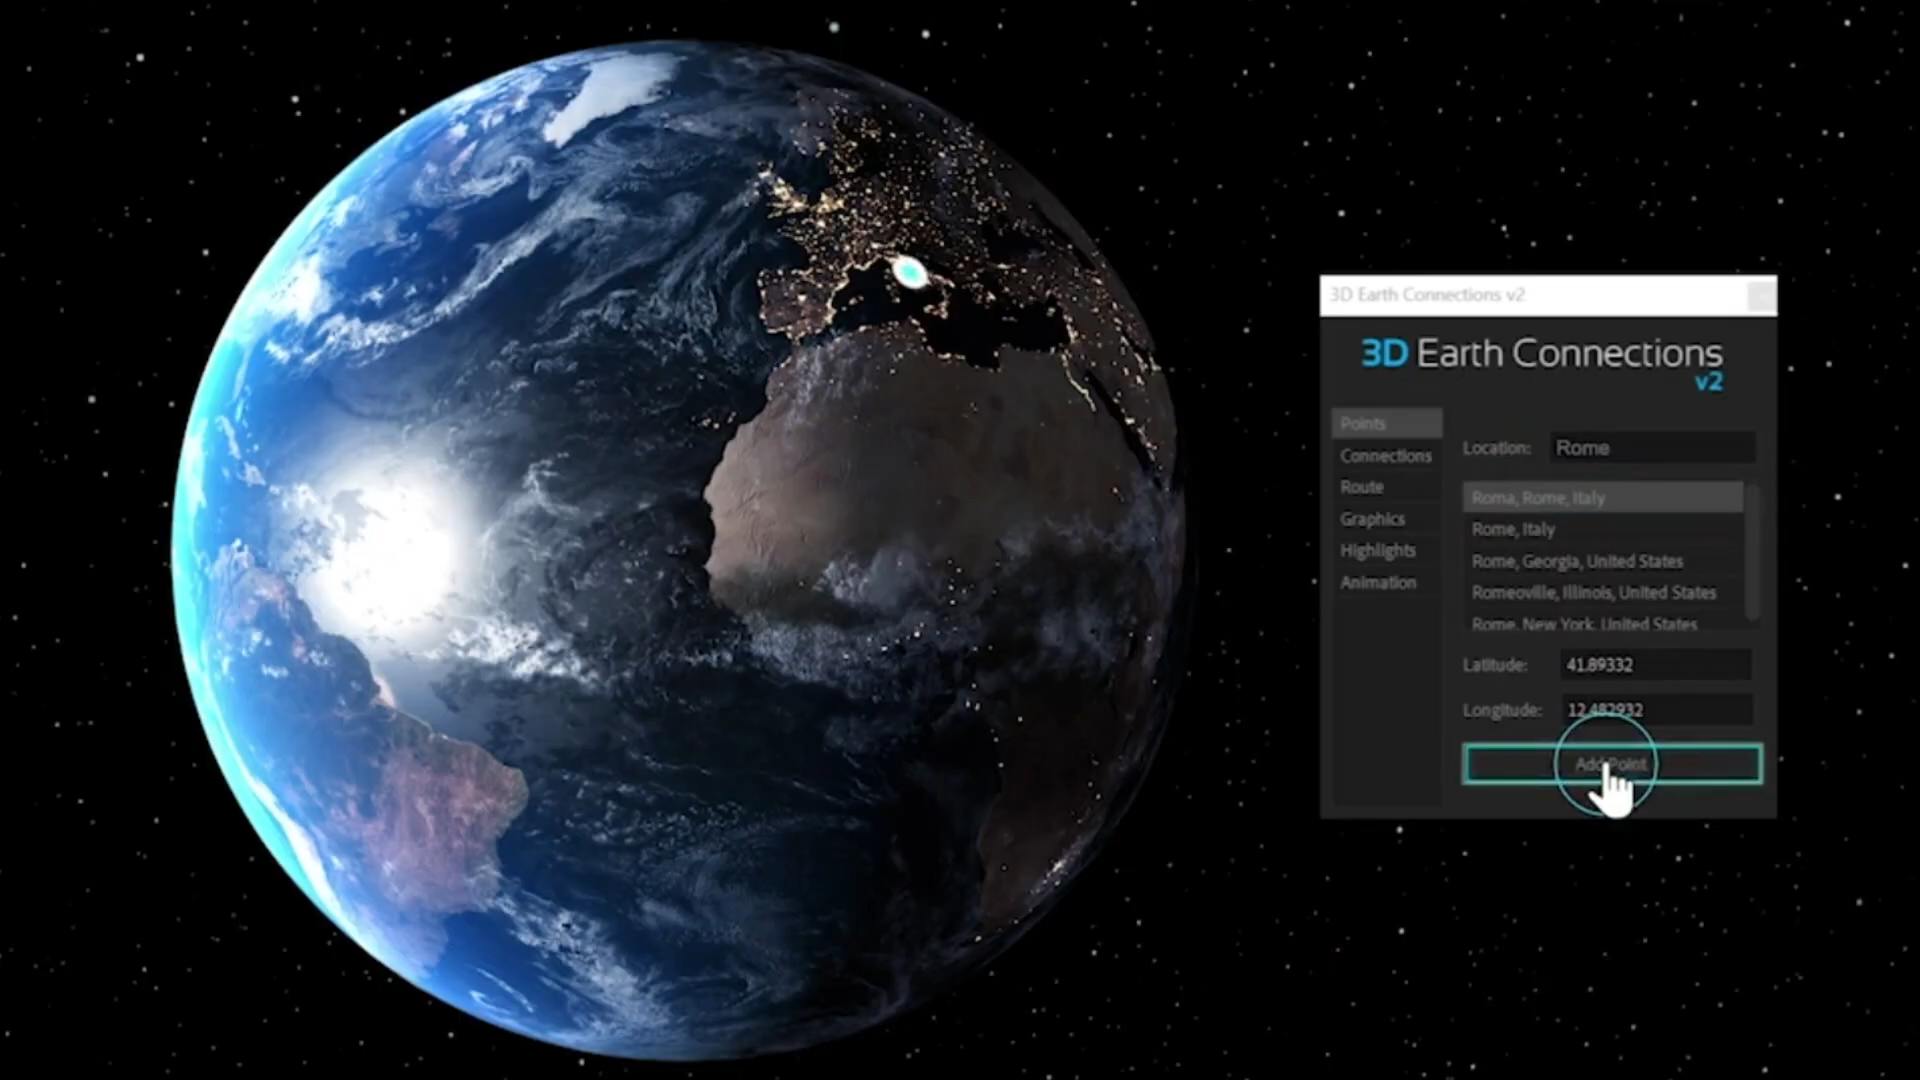 3D Earth Connections v2
3D Earth Connections
v2
Points
Connections
Route
Graphics
Highlights
Animation
Location: Rome
Roma, Rome, Italy
Rome, Italy
Rome, Georgia, United States
Romeoville, Illinois, United States
Rome, New York, United States
Latitude: 41.89332
Longitude: 12.482932
Add Point